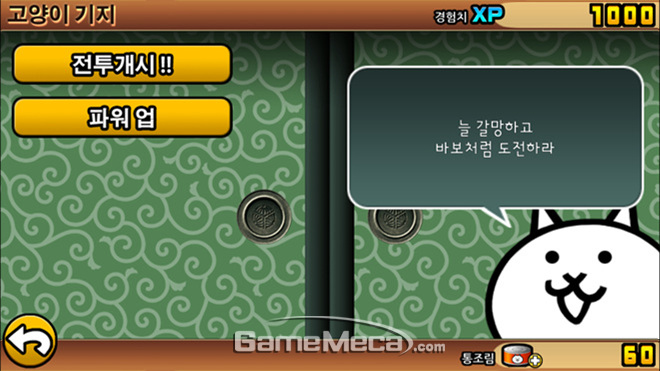 고양이 기지
경험치 XP 1000
전투개시!!
파워 업
늘 갈망하고
바보처럼 도전하라
GameMeca.com
통조림 60